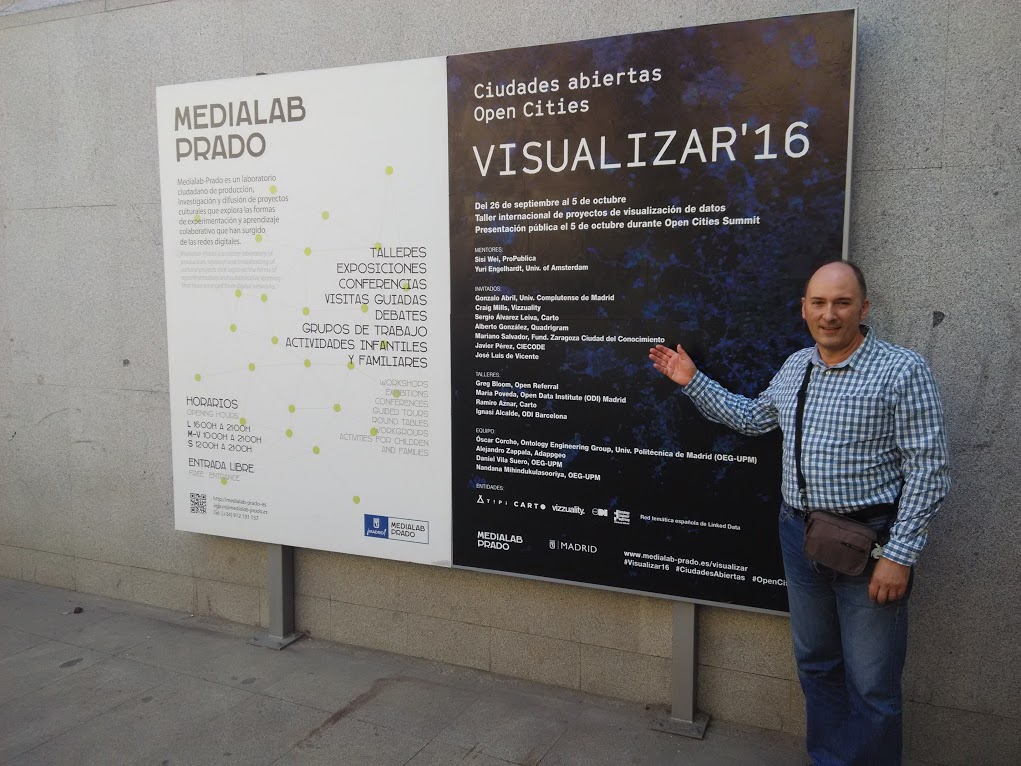 MEDIALAB
PRADO
Medialab-Prado es un laboratorio
ciudadano de producción,
investigación y difusión de proyectos
culturales que explora las formas
de experimentación y aprendizaje
colaborativo que han surgido
de las redes digitales.
TALLERES
EXPOSICIONES
CONFERENCIAS
VISITAS GUIADAS
DEBATES
GRUPOS DE TRABAJO
ACTIVIDADES INFANTILES
Y FAMILIARES
WORKSHOPS
EXHIBITIONS
CONFERENCES
GUIDED TOURS
ROUND TABLES
WORKGROUPS
ACTIVITIES FOR CHILDREN
AND FAMILIES
HORARIOS
OPENING HOURS
L 16:00H A 21:00H
M-V 10:00H A 21:00H
S 12:00H A 21:00H
ENTRADA LIBRE
FREE ENTRANCE
http://medialab-prado.es
MEDIALAB
PRADO
Ciudades abiertas
Open Cities
VISUALIZAR'16
Del 26 de septiembre al 5 de octubre
Taller internacional de proyectos de visualización de datos
Presentación pública el 5 de octubre durante Open Cities Summit
MENTORES:
Sisi Wei, ProPublica
Yuri Engelhardt, Univ. of Amsterdam
INVITADOS:
Gonzalo Abril, Univ. Complutense de Madrid
Craig Mills, Vizzuality
Sergio Álvarez Leiva, Carto
Alberto González, Quadrigram
Mariano Salvador, Fund. Zaragoza Ciudad del Conocimiento
Javier Pérez, CIECODE
José Luis de Vicente
TALLERES:
Greg Bloom, Open Referral
María Poveda, Open Data Institute (ODI) Madrid
Ramiro Aznar, Carto
Ignasi Alcalde, ODI Barcelona
EQUIPO:
Óscar Corcho, Ontology Engineering Group, Univ. Politécnica de Madrid (OEG-UPM)
Alejandro Zappala, Adappgeo
Daniel Vila Suero, OEG-UPM
Nandana Mihindukulasooriya, OEG-UPM
ENTIDADES:
TIPI CARTO vizzuality. Red temática española de Linked Data
MEDIALAB
PRADO
MADRID
www.medialab-prado.es/visualizar
#Visualizar16 #CiudadesAbiertas #OpenCi